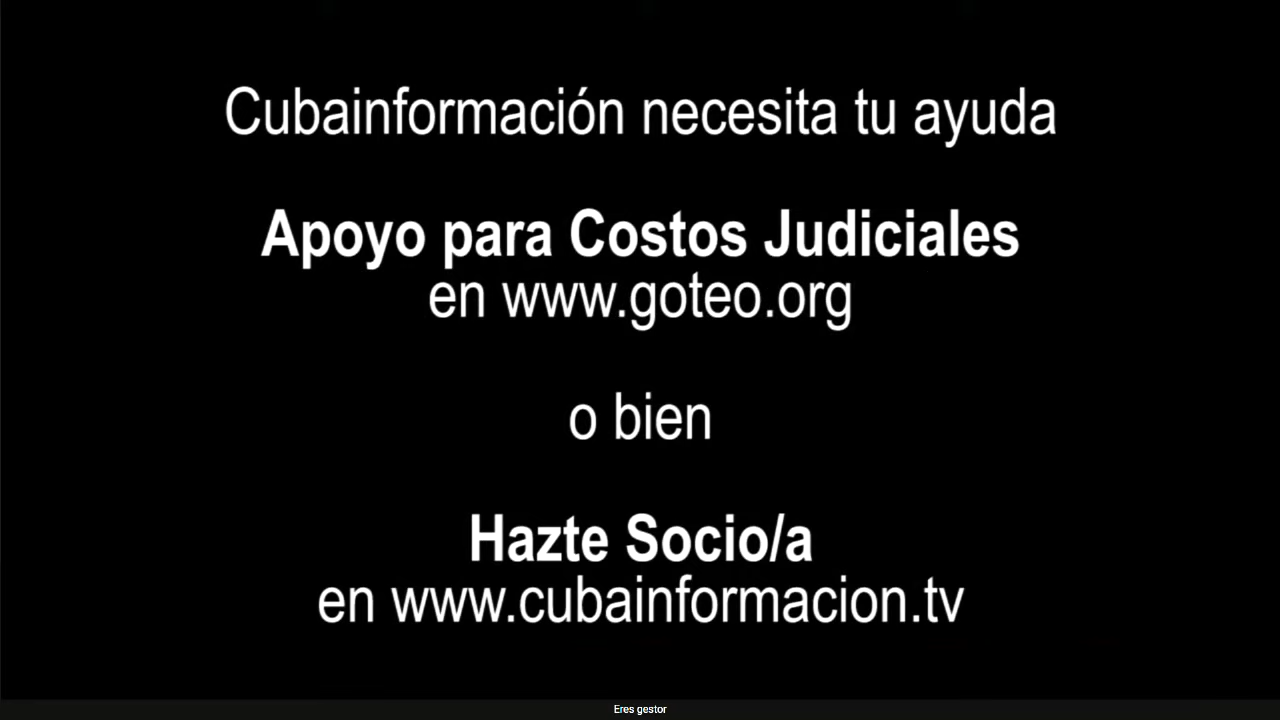 Cubainformación necesita tu ayuda
Apoyo para Costos Judiciales
en www.goteo.org
o bien
Hazte Socio/a
en www.cubainformacion.tv
Eres gestor